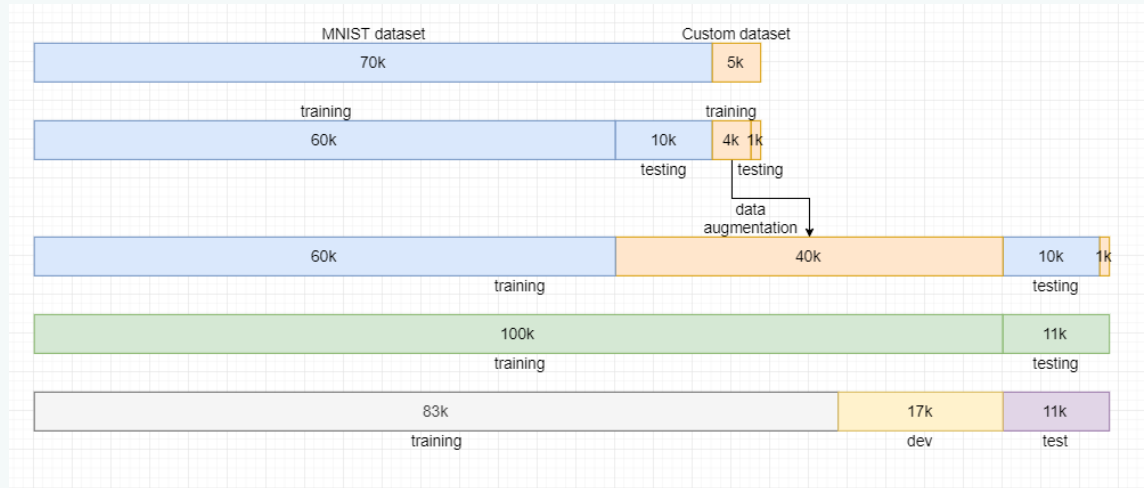 MNIST dataset
Custom dataset
70k
5k
training
training
60k
10k
4k
1k
testing
testing
data
augmentation
60k
40k
10k
1k
training
testing
100k
11k
training
testing
83k
17k
11k
training
dev
test